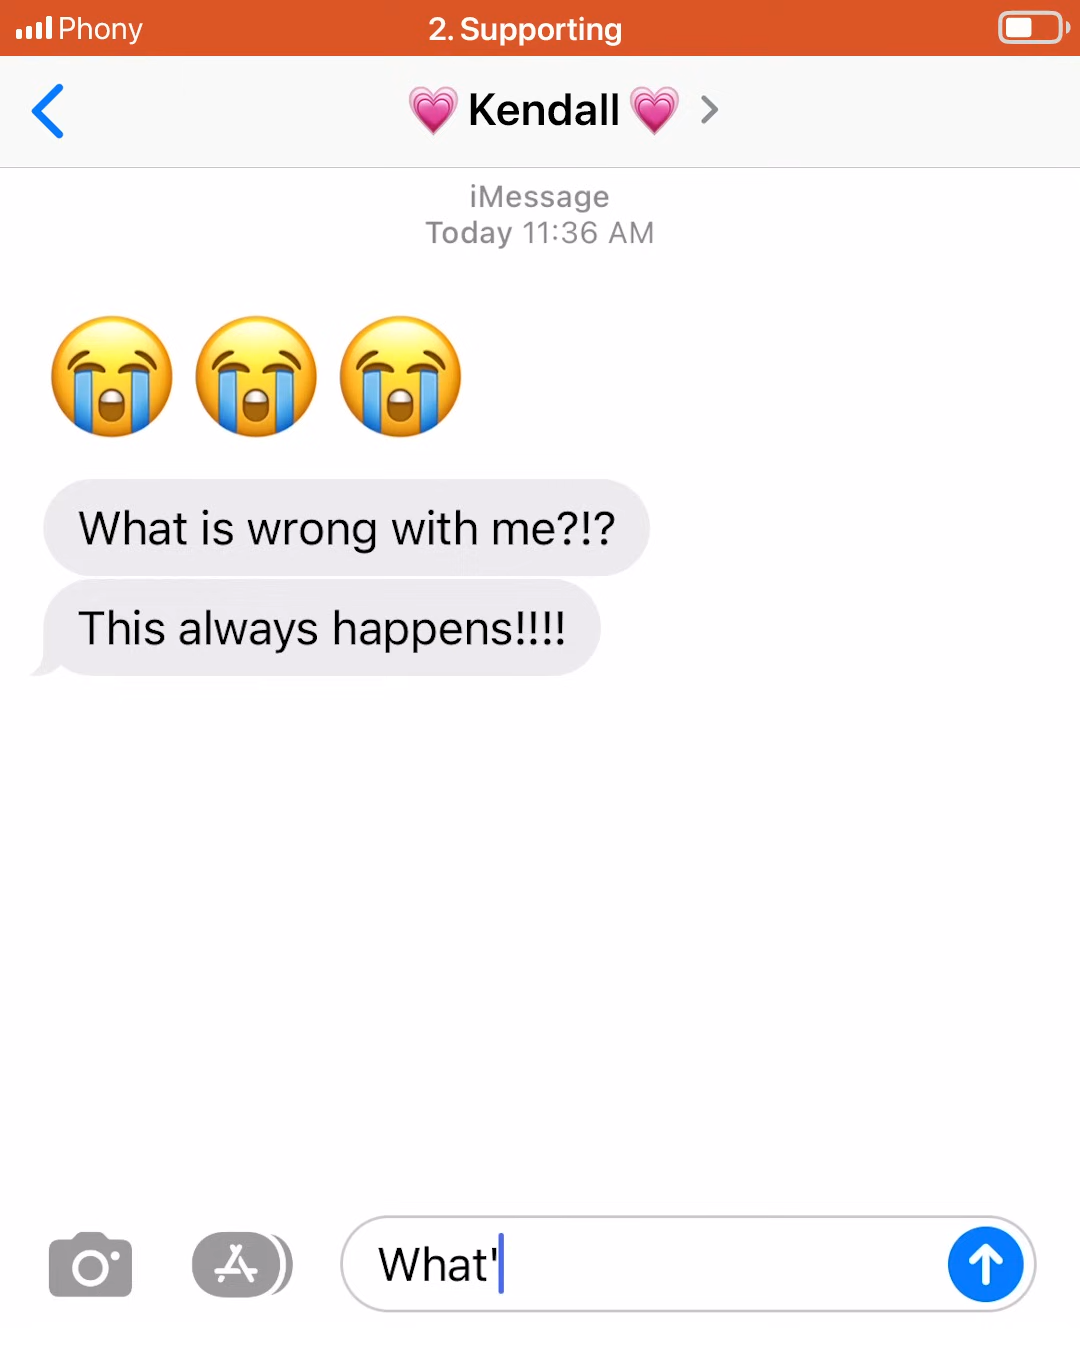 Phony
2. Supporting
💗 Kendall 💗
iMessage
Today 11:36 AM
😭 😭 😭
What is wrong with me?!?
This always happens!!!!
What'